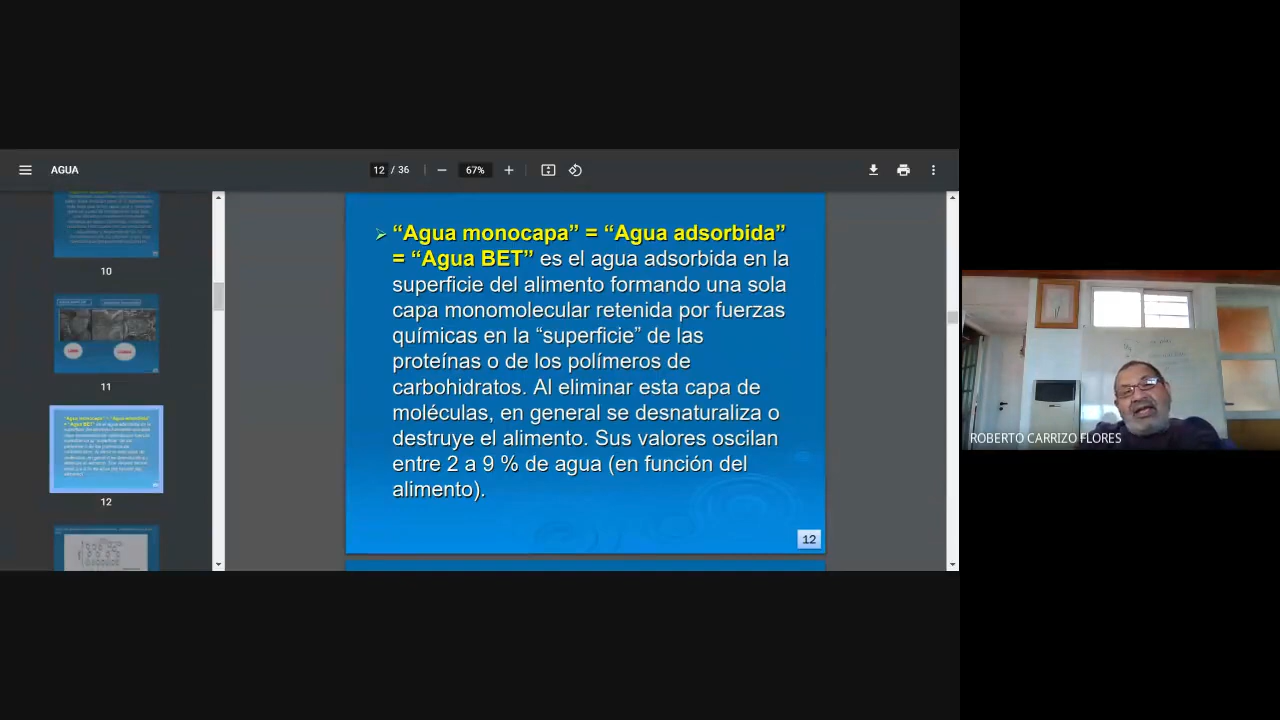 AGUA
12 / 36
67%
10
11
12
“Agua monocapa” = “Agua adsorbida”
= “Agua BET” es el agua adsorbida en la
superficie del alimento formando una sola
capa monomolecular retenida por fuerzas
químicas en la “superficie” de las
proteínas o de los polímeros de
carbohidratos. Al eliminar esta capa de
moléculas, en general se desnaturaliza o
destruye el alimento. Sus valores oscilan
entre 2 a 9 % de agua (en función del
alimento).
12
ROBERTO CARRIZO FLORES